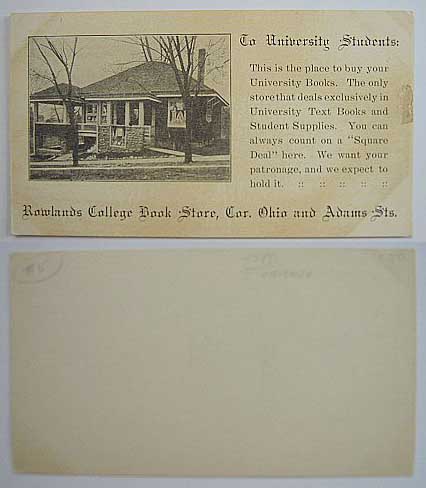 To University Students:
This is the place to buy your
University Books. The only
store that deals exclusively in
University Text Books and
Student Supplies. You can
always count on a "Square
Deal" here. We want your
patronage, and we expect to
hold it. :: :: :: :: ::
Rowlands College Book Store, Cor. Ohio and Adams Sts.